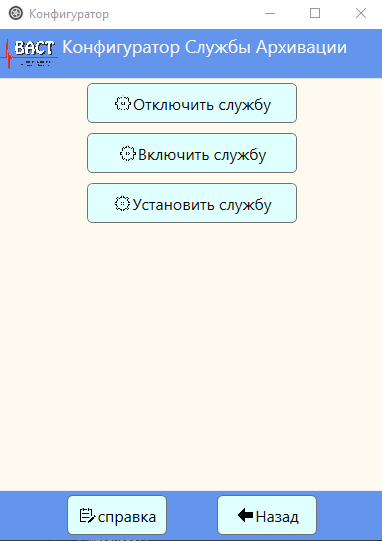 Конфигуратор
ВАСТ
Конфигуратор Службы Архивации
Отключить службу
Включить службу
Установить службу
справка
Назад